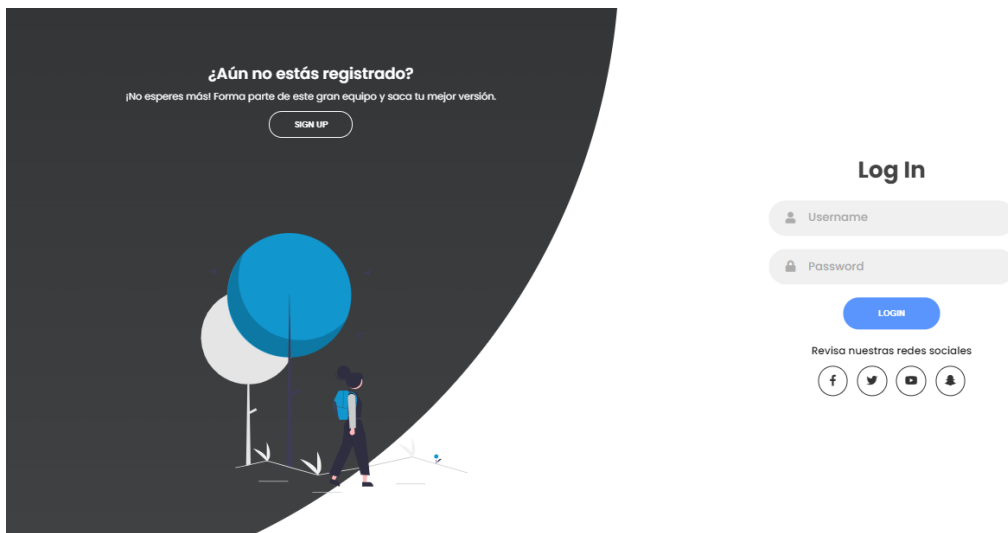 ¿Aún no estás registrado?
¡No esperes más! Forma parte de este gran equipo y saca tu mejor versión.
SIGN UP
Log In
Username
Password
LOGIN
Revisa nuestras redes sociales